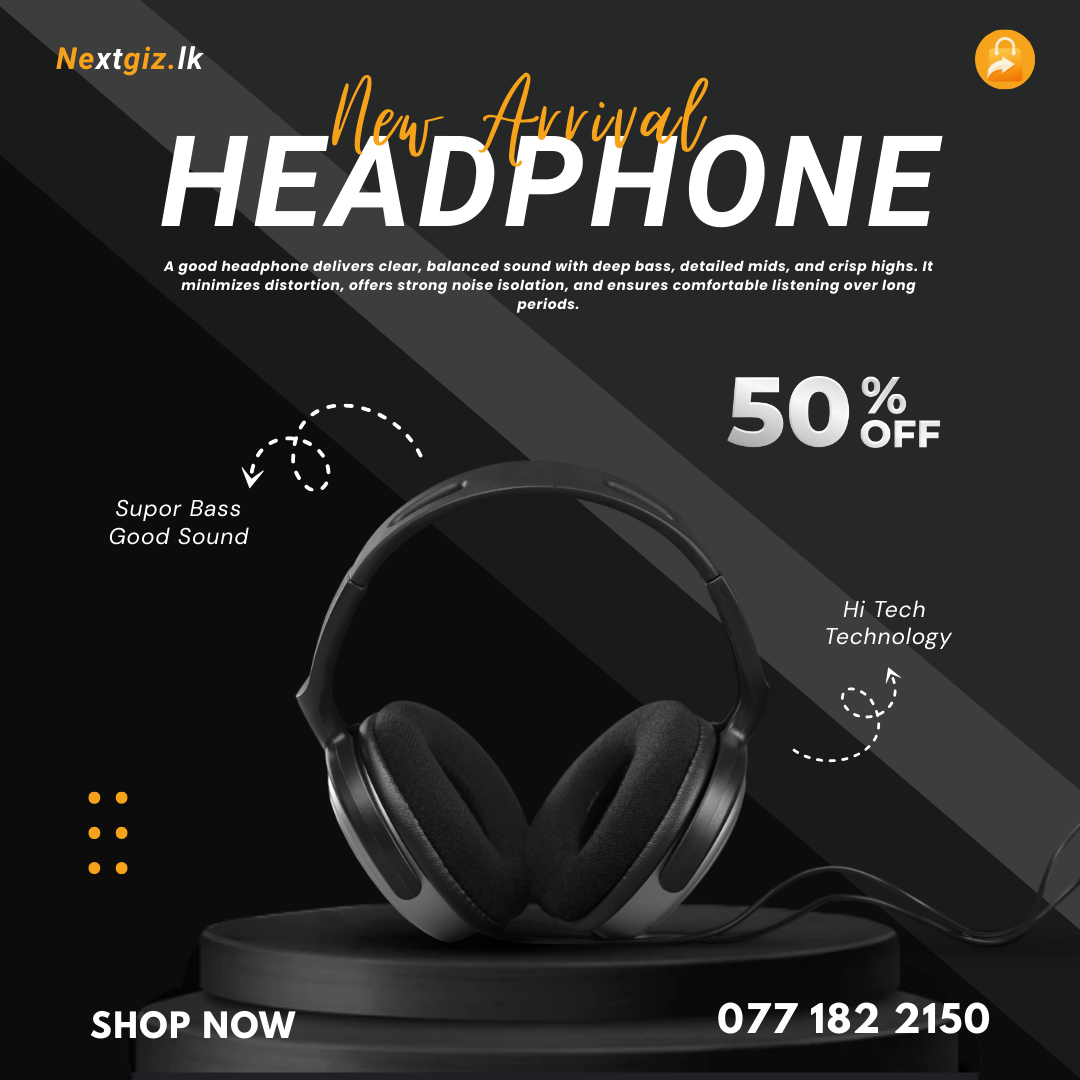 Nextgiz.lk
New Arrival
HEADPHONE
A good headphone delivers clear, balanced sound with deep bass, detailed mids, and crisp highs. It
minimizes distortion, offers strong noise isolation, and ensures comfortable listening over long
periods.
50% OFF
Supor Bass
Good Sound
Hi Tech
Technology
SHOP NOW
077 182 2150